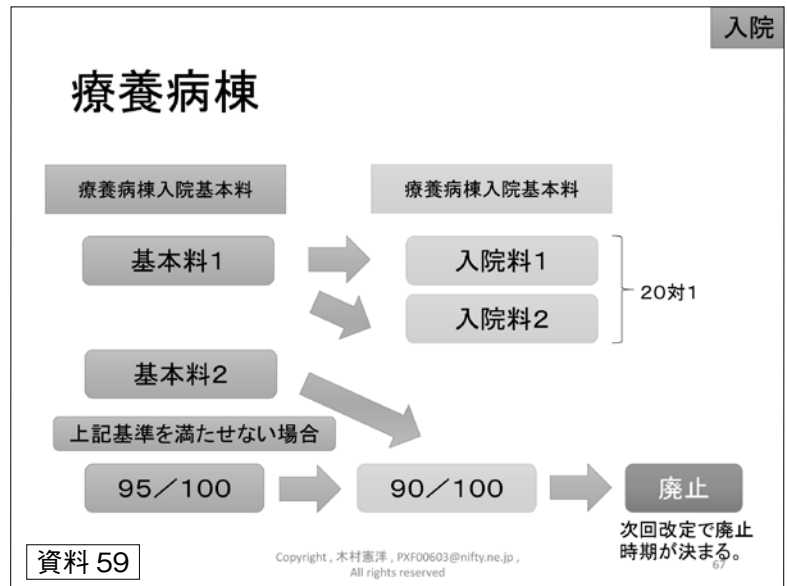 入院
療養病棟
療養病棟入院基本料
療養病棟入院基本料
基本料1
入院料1
入院料2
20対1
基本料2
上記基準を満たせない場合
95／100
90／100
廃止
次回改定で廃止
時期が決まる。
資料 59
Copyright , 木村憲洋 , PXF00603@nifty.ne.jp ,
All rights reserved
67